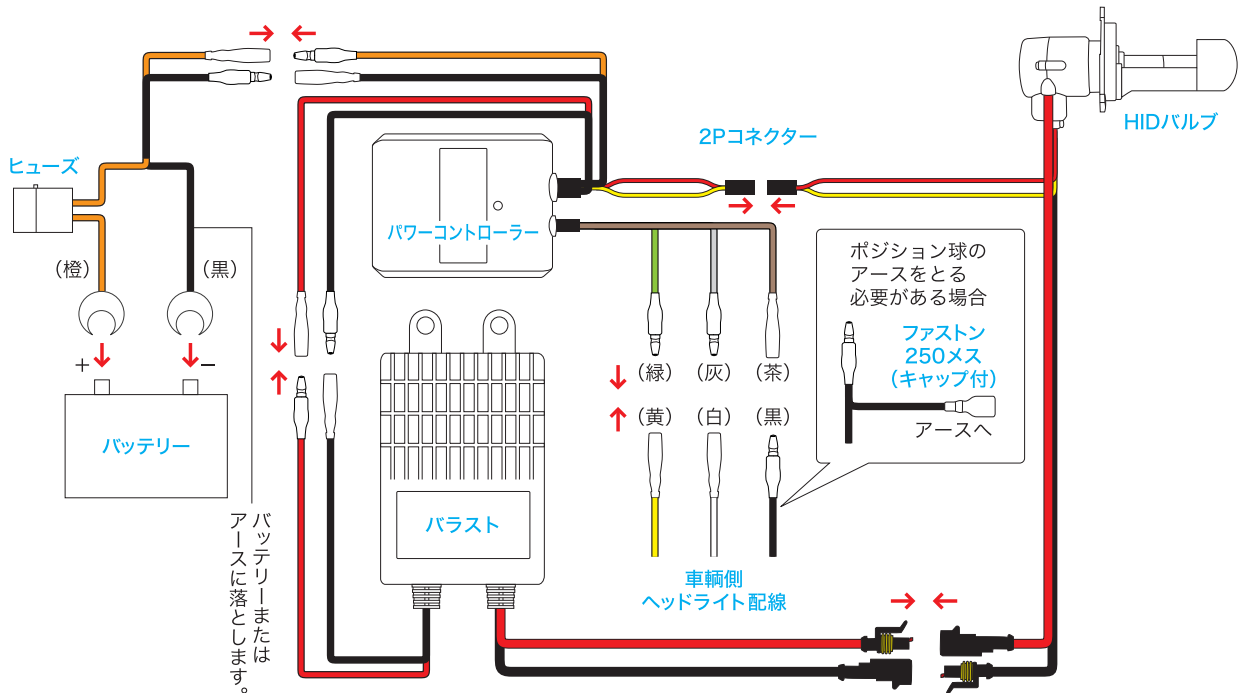 ヒューズ
(橙)
(黒)
+
−
バッテリー
バッテリーまたは
アースに落とします。
パワーコントローラー
バラスト
2Pコネクター
HIDバルブ
(緑)
(灰)
(茶)
(黄)
(白)
(黒)
車輌側
ヘッドライト配線
ポジション球の
アースをとる
必要がある場合
ファストン
250メス
(キャップ付)
アースへ